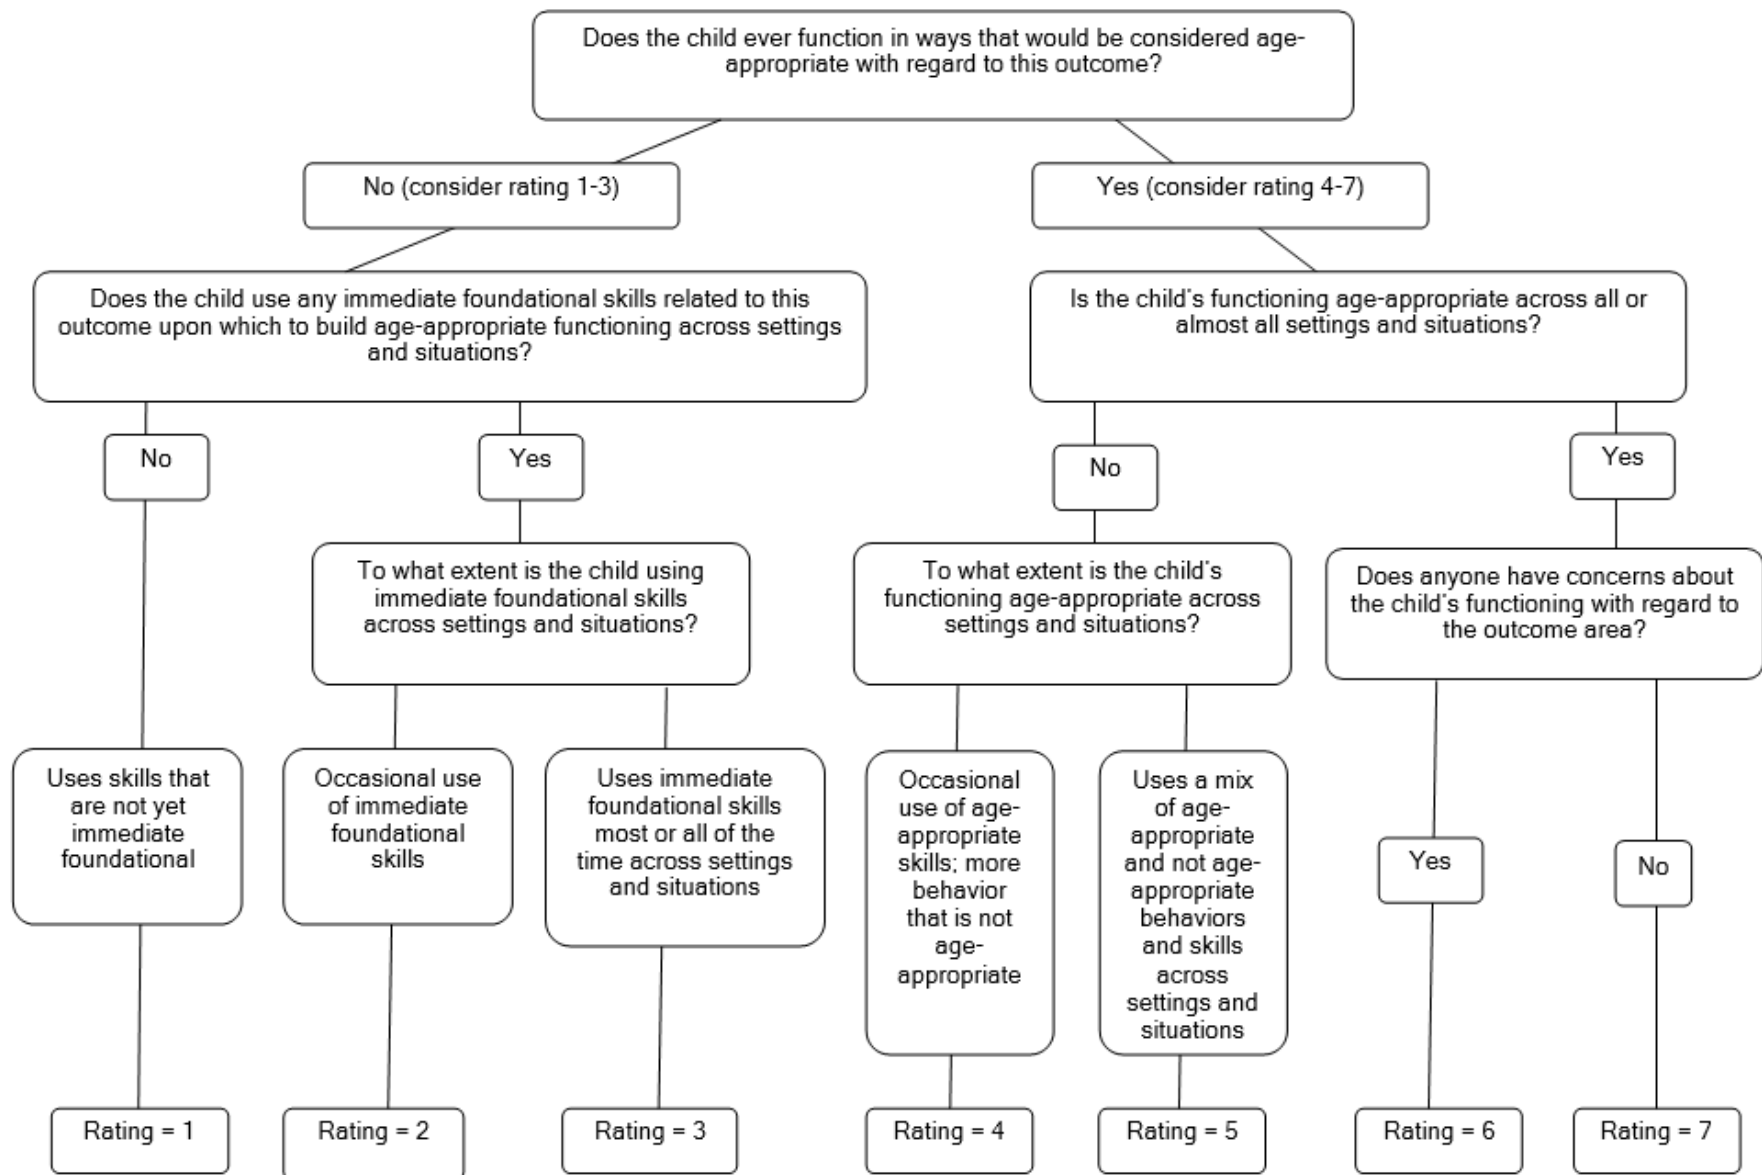 Does the child ever function in ways that would be considered age-
appropriate with regard to this outcome?
No (consider rating 1-3)
Yes (consider rating 4-7)
Does the child use any immediate foundational skills related to this
outcome upon which to build age-appropriate functioning across settings
and situations?
Is the child's functioning age-appropriate across all or
almost all settings and situations?
No
Yes
No
Yes
To what extent is the child using
immediate foundational skills
across settings and situations?
To what extent is the child's
functioning age-appropriate across
settings and situations?
Does anyone have concerns about
the child's functioning with regard to
the outcome area?
Uses skills that
are not yet
immediate
foundational
Occasional use
of immediate
foundational
skills
Uses immediate
foundational skills
most or all of the
time across settings
and situations
Occasional
use of age-
appropriate
skills; more
behavior
that is not
age-
appropriate
Uses a mix
of age-
appropriate
and not age-
appropriate
behaviors
and skills
across
settings and
situations
Yes
No
Rating = 1
Rating = 2
Rating = 3
Rating = 4
Rating = 5
Rating = 6
Rating = 7